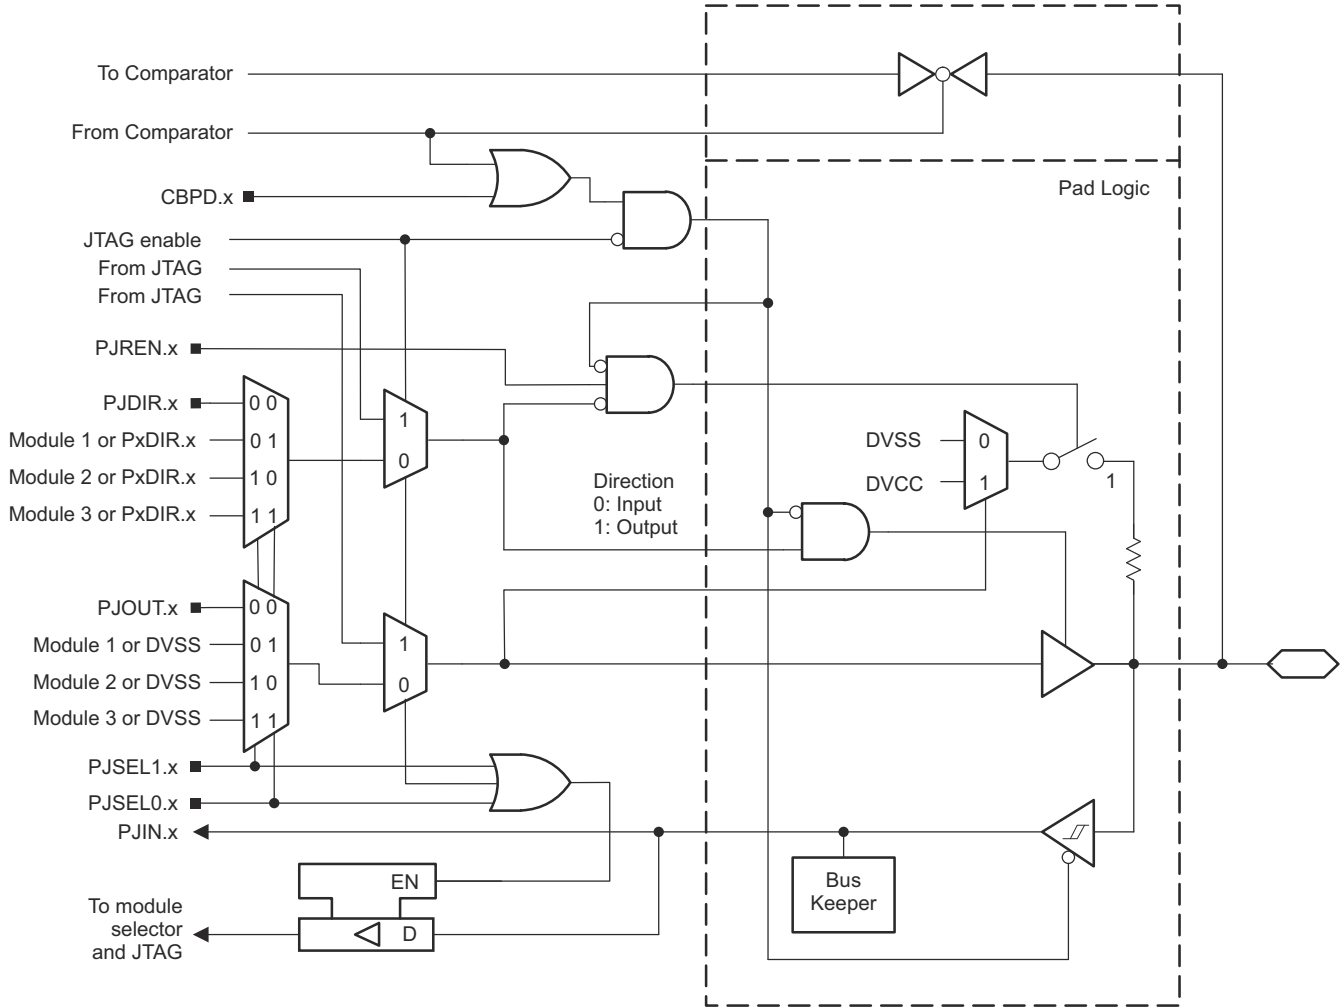 To Comparator
From Comparator
Pad Logic
CBPD.x
JTAG enable
From JTAG
From JTAG
PJREN.x
PJDIR.x
0 0
Module 1 or PxDIR.x
0 1
Module 2 or PxDIR.x
1 0
Module 3 or PxDIR.x
1 1
1
0
Direction
0: Input
1: Output
DVSS
0
DVCC
1
1
PJOUT.x
0 0
Module 1 or DVSS
0 1
Module 2 or DVSS
1 0
Module 3 or DVSS
1 1
1
0
PJSEL1.x
PJSEL0.x
PJIN.x
EN
D
To module
selector
and JTAG
Bus
Keeper